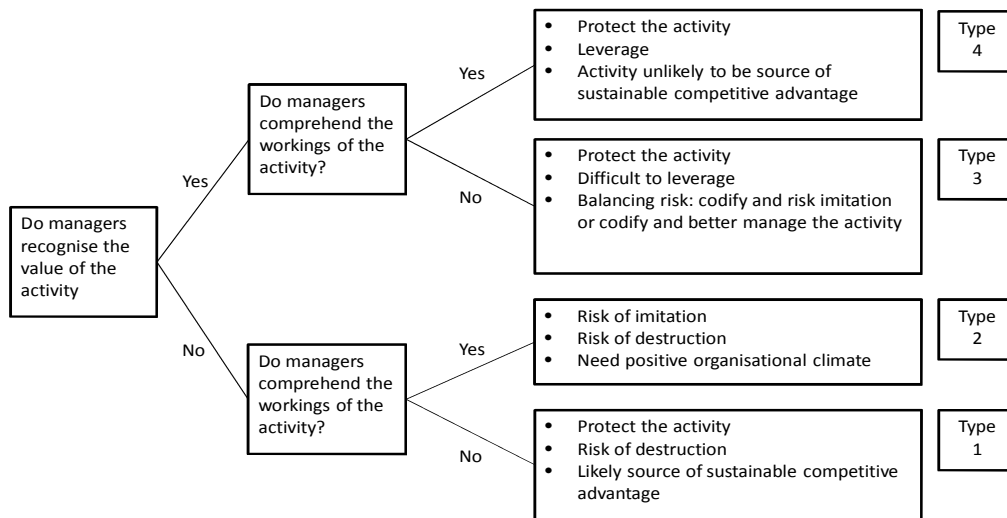 Do managers
recognise the
value of the
activity
Yes
No
Do managers
comprehend the
workings of the
activity?
Yes
No
• Protect the activity
• Leverage
• Activity unlikely to be source of
sustainable competitive advantage
Type
4
• Protect the activity
• Difficult to leverage
• Balancing risk: codify and risk imitation
or codify and better manage the activity
Type
3
Do managers
comprehend the
workings of the
activity?
Yes
No
• Risk of imitation
• Risk of destruction
• Need positive organisational climate
Type
2
• Protect the activity
• Risk of destruction
• Likely source of sustainable competitive
advantage
Type
1